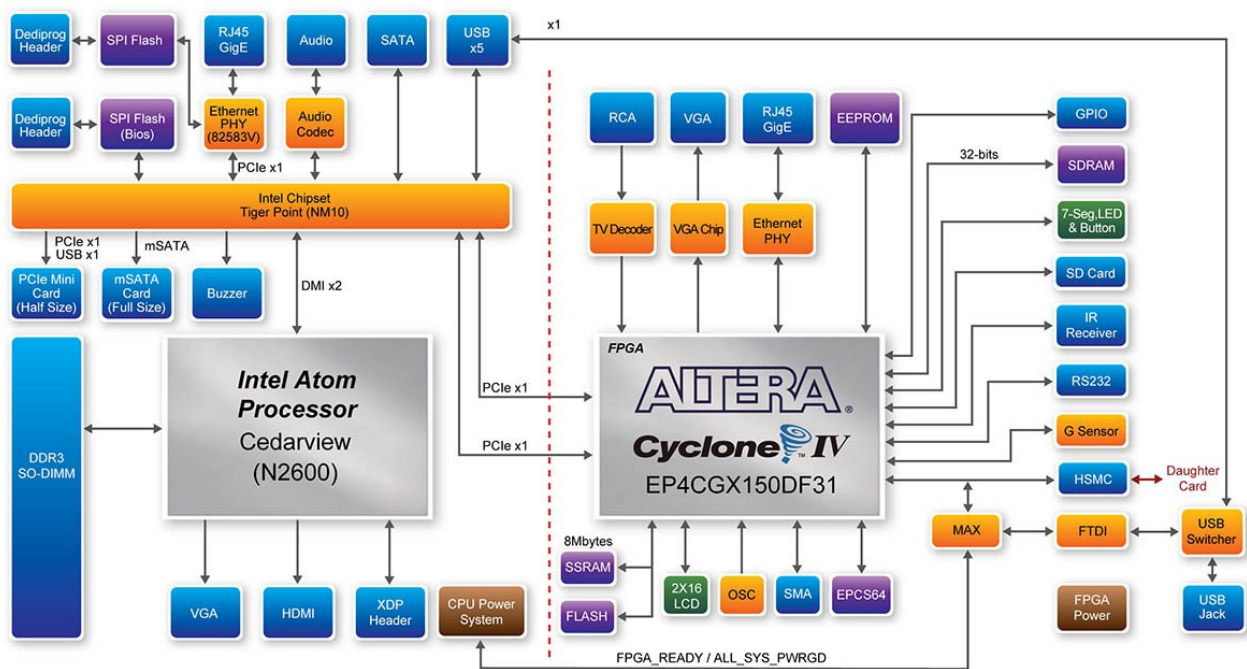 x1
Dediprog
Header
SPI Flash
RJ45
GigE
Audio
SATA
USB
x5
Dediprog
Header
SPI Flash
(Bios)
Ethernet
PHY
(82583V)
Audio
Codec
PCIe x1
Intel Chipset
Tiger Point (NM10)
PCIe x1
USB x1
mSATA
PCIe Mini
Card
(Half Size)
mSATA
Card
(Full Size)
Buzzer
DMI x2
DDR3
SO-DIMM
Intel Atom
Processor
Cedarview
(N2600)
PCIe x1
PCIe x1
VGA
HDMI
XDP
Header
CPU Power
System
RCA
VGA
RJ45
GigE
EEPROM
TV Decoder
VGA Chip
Ethernet
PHY
FPGA
ALTERA®
Cyclone™ IV
EP4CGX150DF31
8Mbytes
SSRAM
FLASH
2X16
LCD
OSC
SMA
EPCS64
GPIO
32-bits
SDRAM
7-Seg,LED
& Button
SD Card
IR
Receiver
RS232
G Sensor
HSMC
Daughter
Card
MAX
FTDI
USB
Switcher
FPGA
Power
USB
Jack
FPGA_READY / ALL_SYS_PWRGD